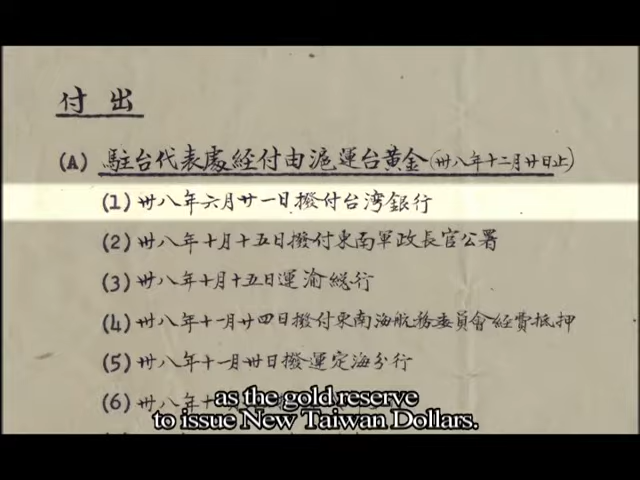 付出
(A) 駐台代表處經付由滬運台黃金(卅八年十二月廿日止)
(1) 卅八年六月廿一日撥付台湾銀行
(2) 卅八年十月十五日撥付東南軍政長官公署
(3) 卅八年十月十五日運渝總行
(4) 卅八年十一月廿四日撥付東南海航務委員會經費抵押
(5) 卅八年十一月廿日撥運定海分行
(6) 卅八年十
as the gold reserve
to issue New Taiwan Dollars.